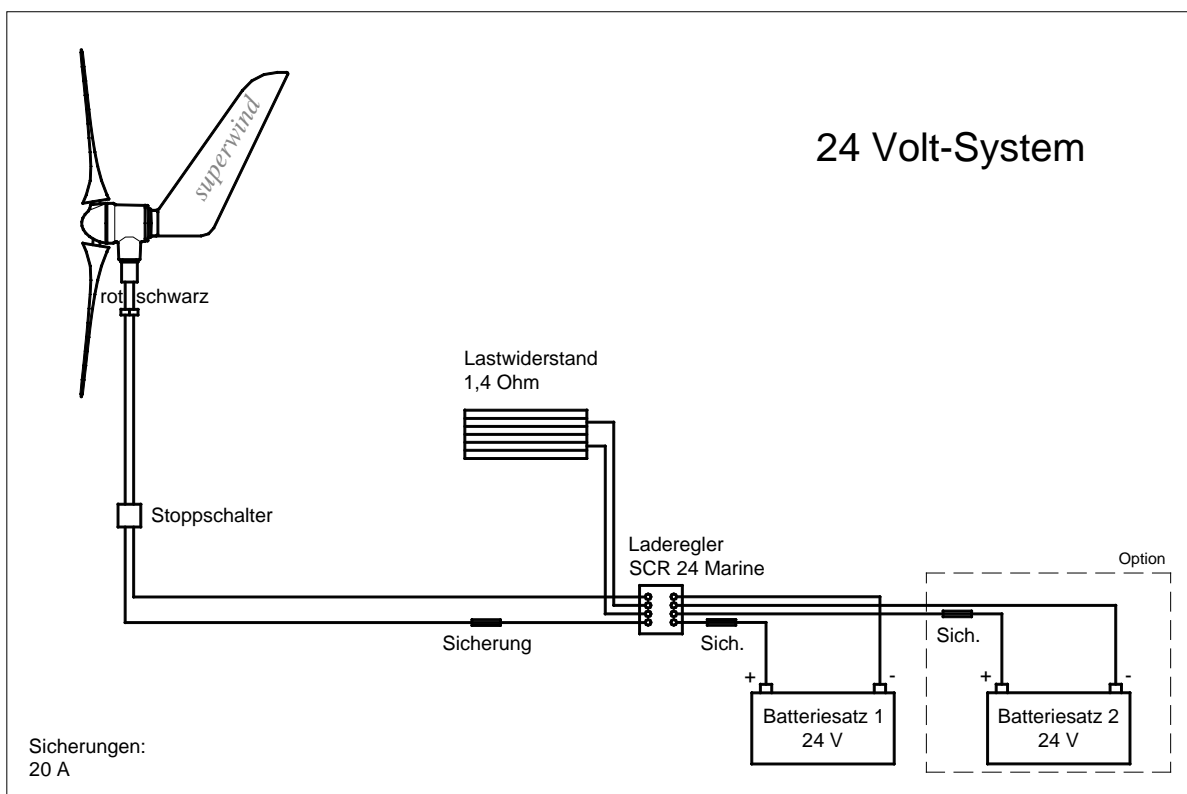 superwind
24 Volt-System
rot schwarz
Lastwiderstand
1,4 Ohm
Stoppschalter
Laderegler
SCR 24 Marine
Option
Sicherung
Sich.
Sich.
+ -
+ -
Batteriesatz 1
24 V
Batteriesatz 2
24 V
Sicherungen:
20 A